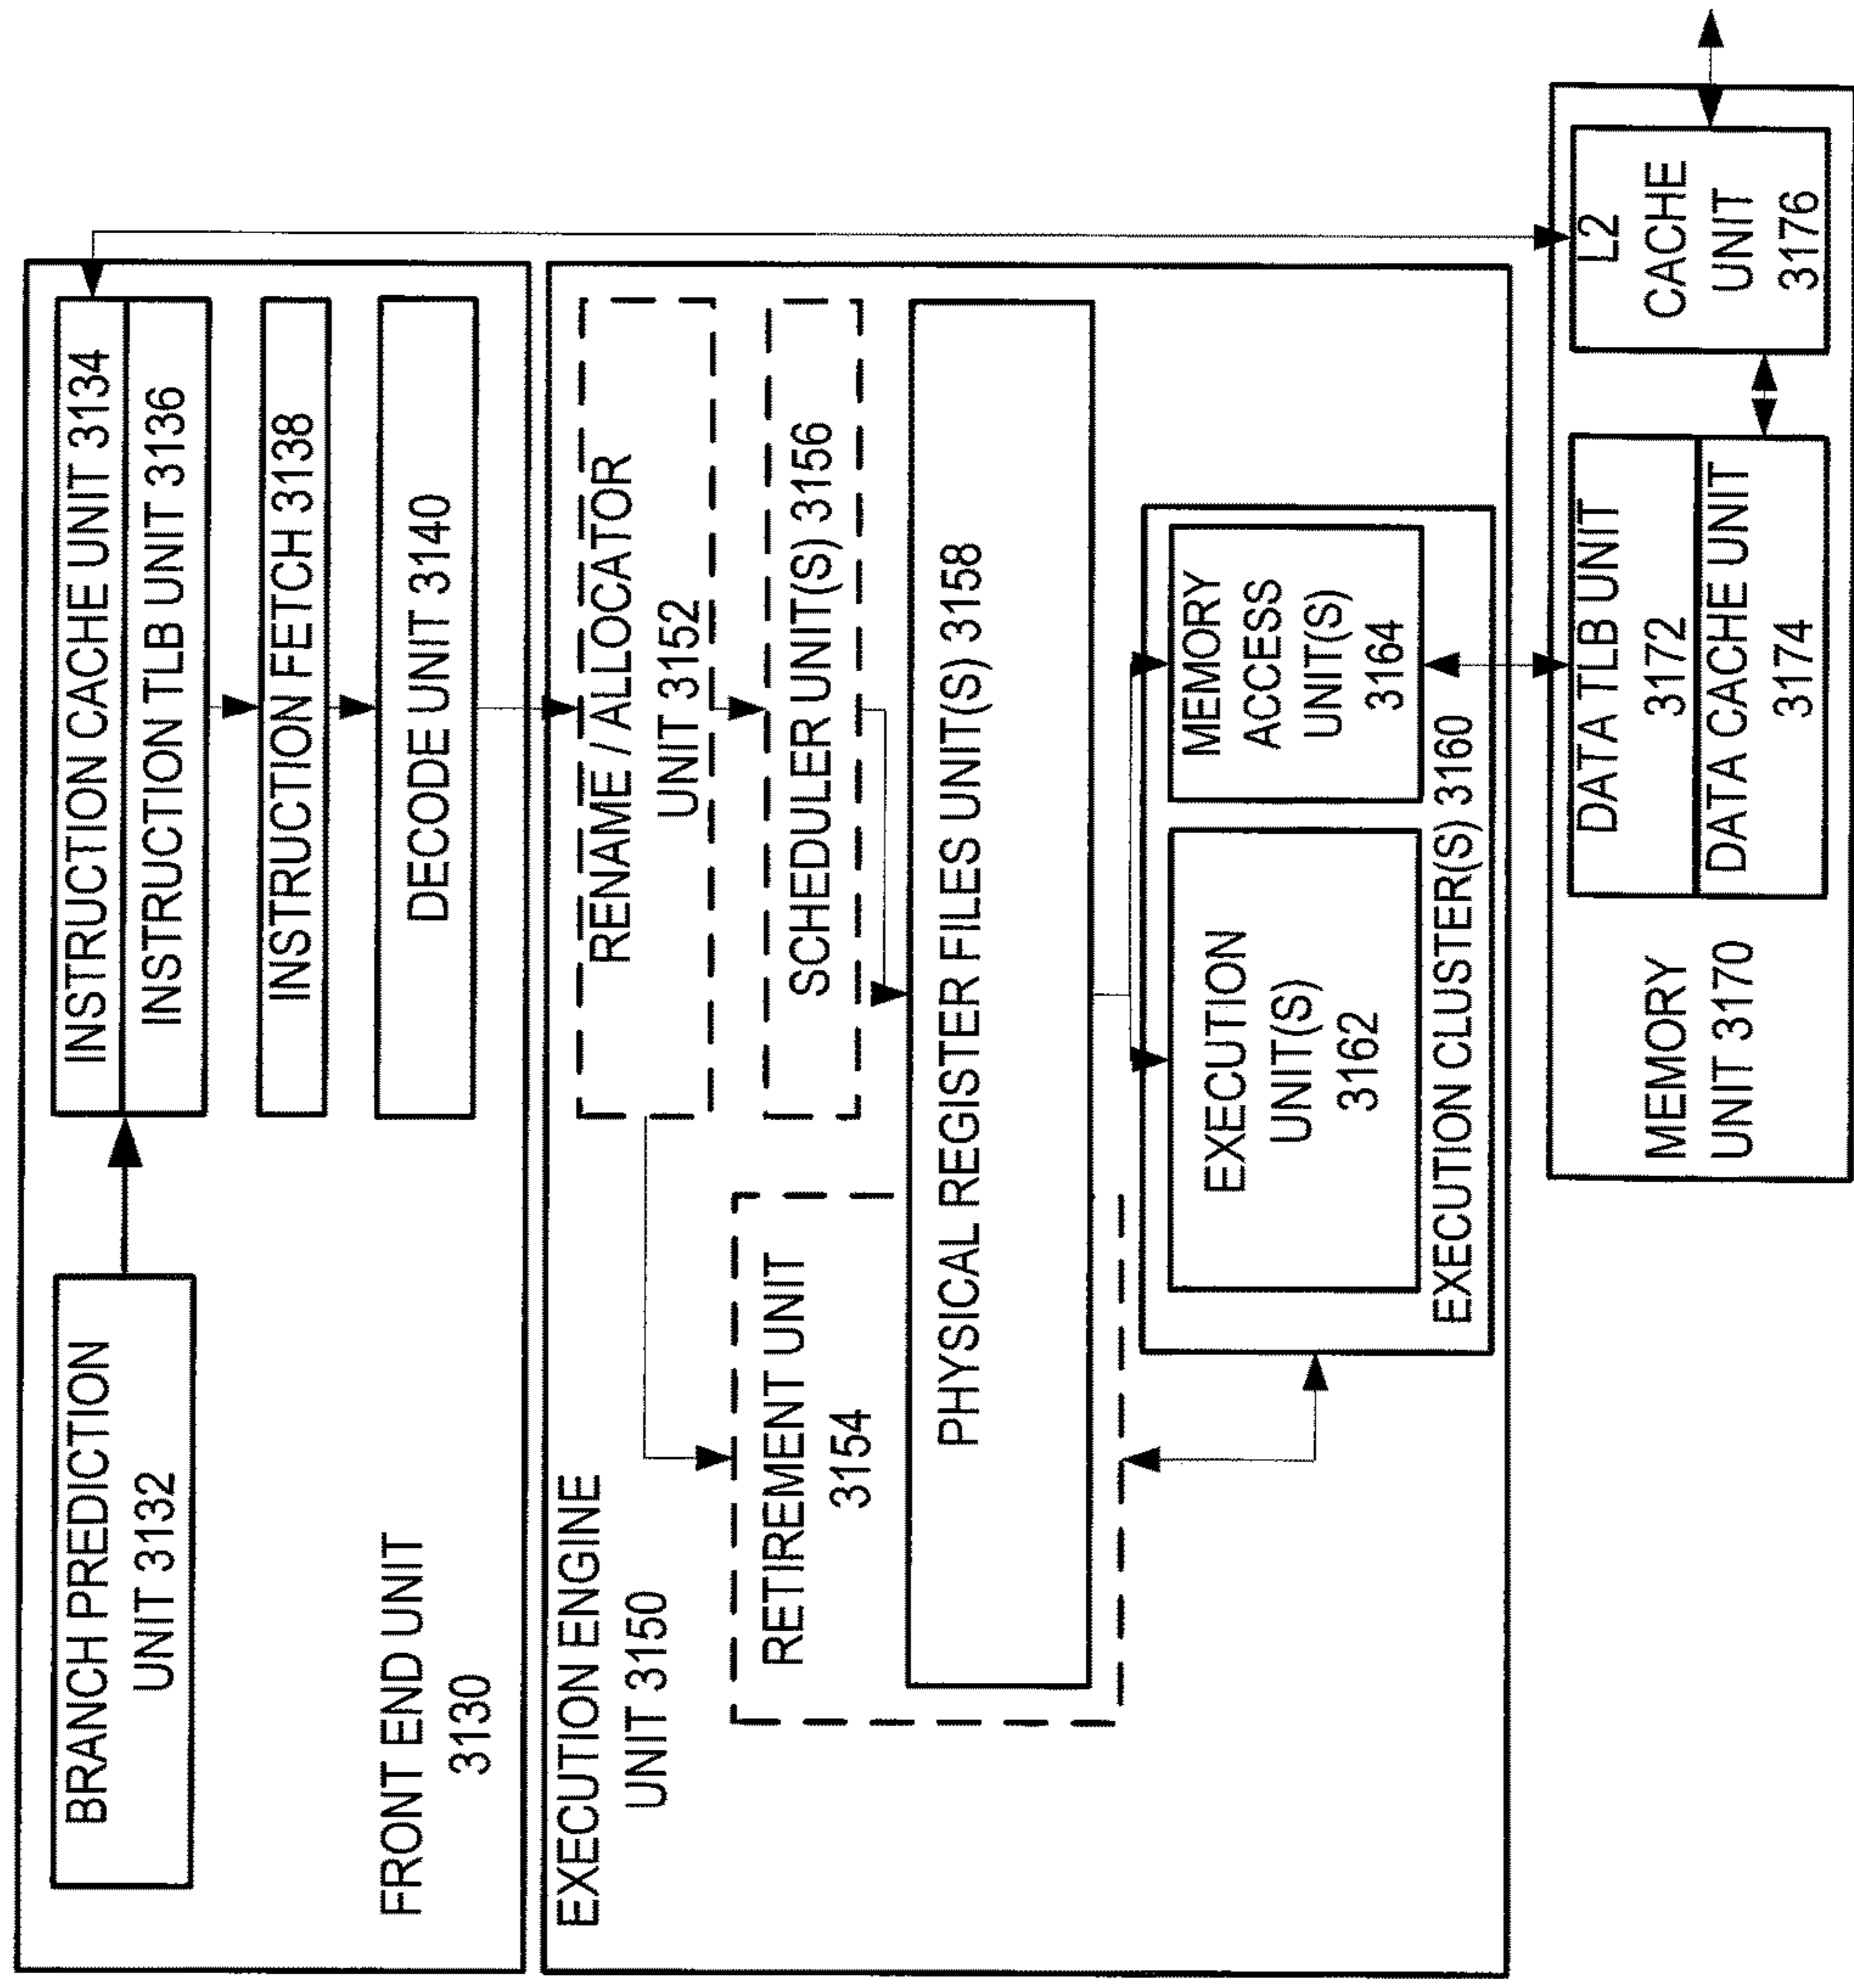 BRANCH PREDICTION
UNIT 3132
INSTRUCTION CACHE UNIT 3134
INSTRUCTION TLB UNIT 3136
INSTRUCTION FETCH 3138
DECODE UNIT 3140
FRONT END UNIT
3130
EXECUTION ENGINE
UNIT 3150
RENAME / ALLOCATOR
UNIT 3152
SCHEDULER UNIT(S) 3156
RETIREMENT UNIT
3154
PHYSICAL REGISTER FILES UNIT(S) 3158
EXECUTION
UNIT(S)
3162
MEMORY
ACCESS
UNIT(S)
3164
EXECUTION CLUSTER(S) 3160
MEMORY
UNIT 3170
DATA TLB UNIT
3172
DATA CACHE UNIT
3174
L2
CACHE
UNIT
3176